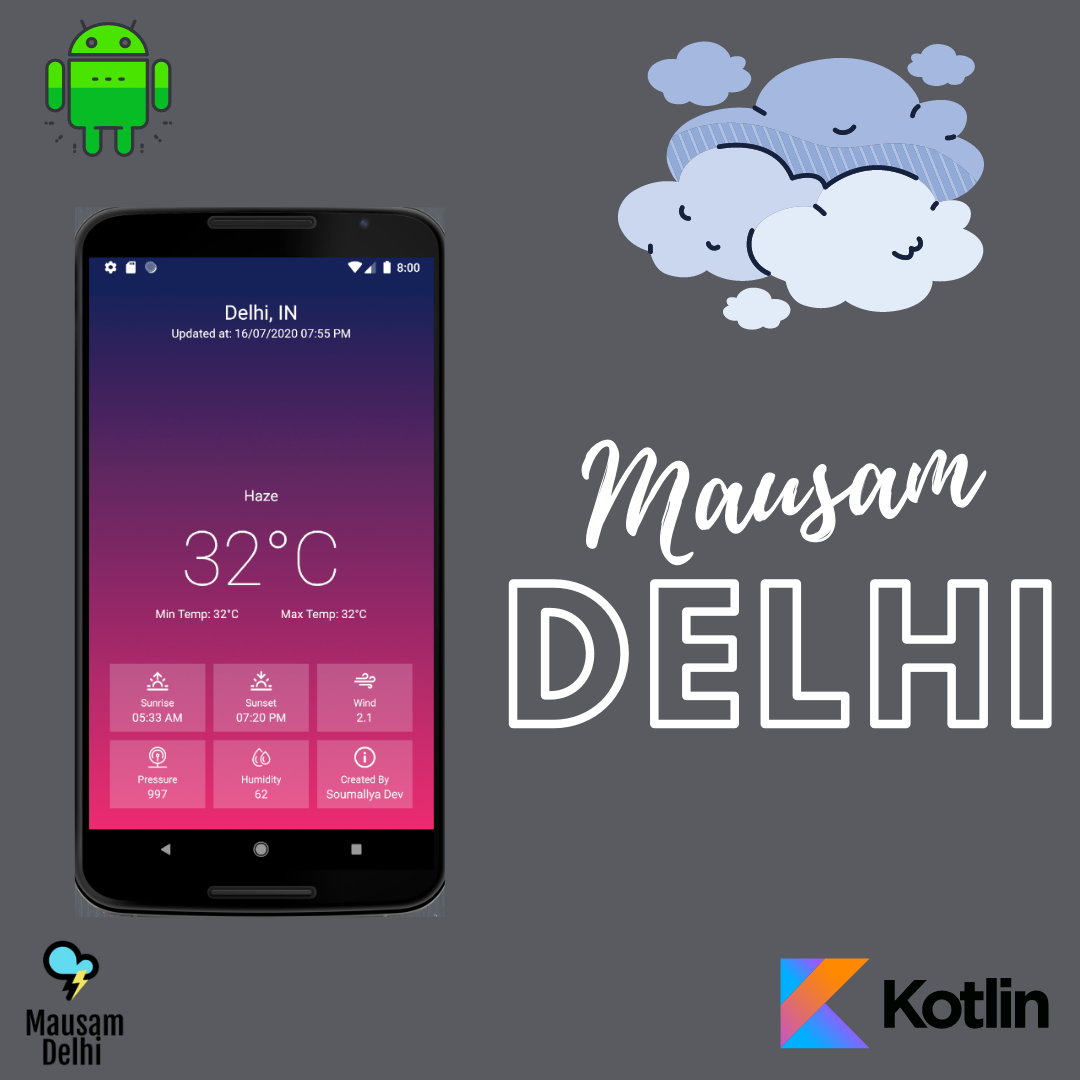 8:00
Delhi, IN
Updated at: 16/07/2020 07:55 PM
Haze
32°C
Min Temp: 32°C Max Temp: 32°C
Sunrise
05:33 AM
Sunset
07:20 PM
Wind
2.1
Pressure
997
Humidity
62
Created By
Soumallya Dev
Mausam
DELHI
Mausam
Delhi
Kotlin